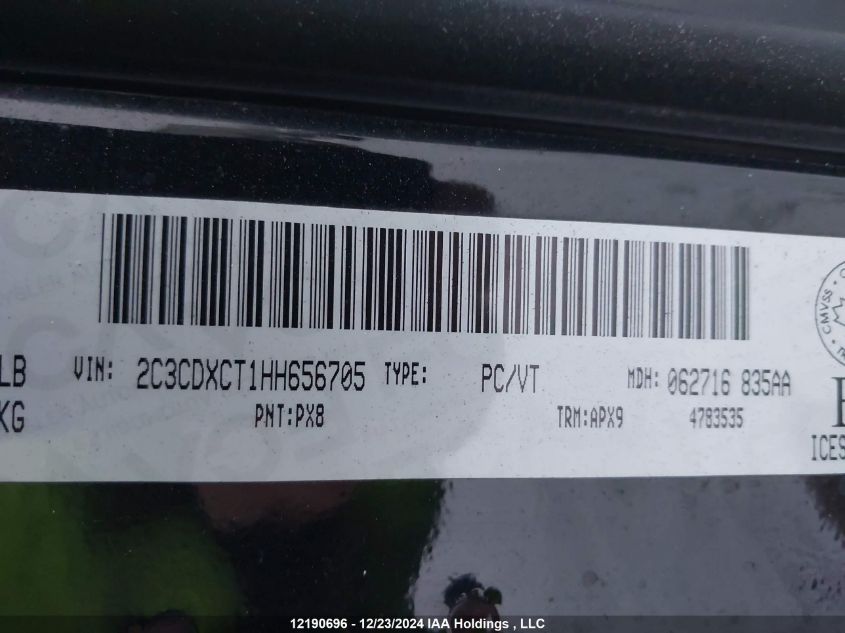 LB VIN: 2C3CDXCT1HH656705 TYPE: PC/VT MDH: 062716 835AA
KG PNT:PX8 TRM:APX9 4783535
CMVSS
ICES
12190696 - 12/23/2024 IAA Holdings , LLC